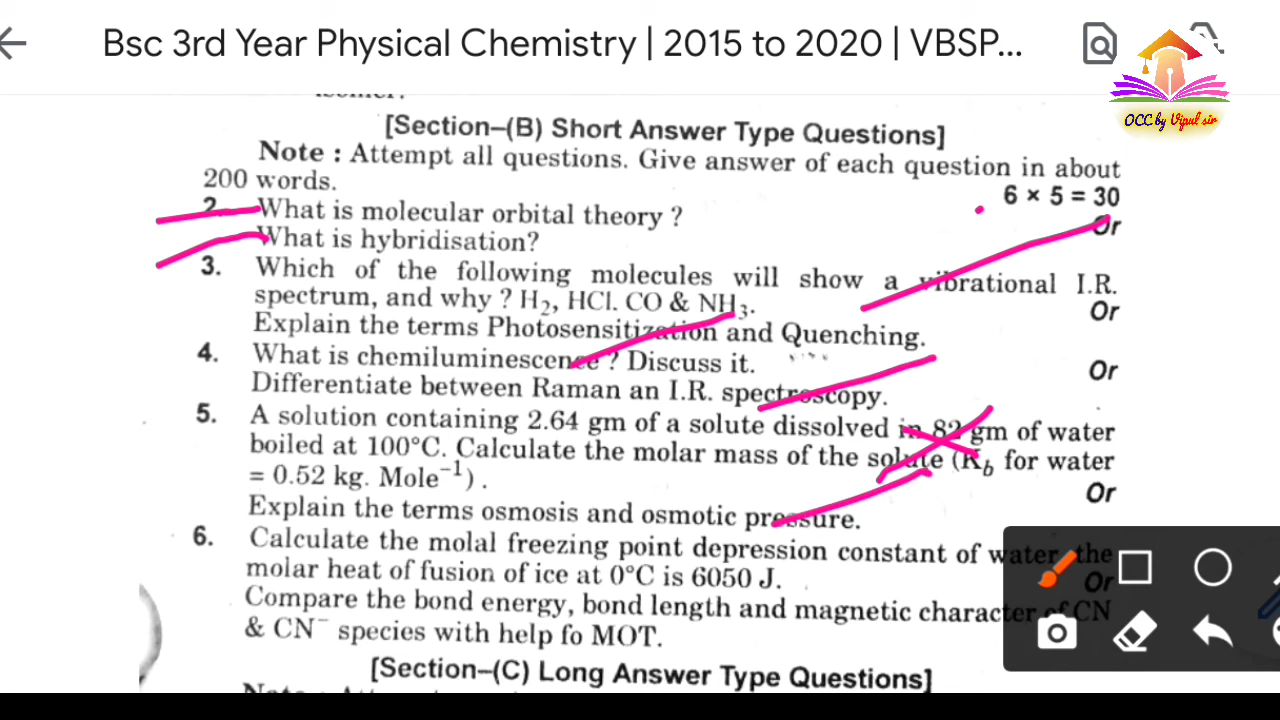 Bsc 3rd Year Physical Chemistry | 2015 to 2020 | VBSP...
OCC by Vipul sir
[Section–(B) Short Answer Type Questions]
Note : Attempt all questions. Give answer of each question in about
200 words.
6 × 5 = 30
2. What is molecular orbital theory ?
Or
What is hybridisation?
3. Which of the following molecules will show a vibrational I.R.
spectrum, and why ? H₂, HCl. CO & NH₃.
Or
Explain the terms Photosensitization and Quenching.
4. What is chemiluminescence ? Discuss it.
Or
Differentiate between Raman an I.R. spectroscopy.
5. A solution containing 2.64 gm of a solute dissolved in 82 gm of water
boiled at 100°C. Calculate the molar mass of the solute (K_b for water
= 0.52 kg. Mole⁻¹) .
Or
Explain the terms osmosis and osmotic pressure.
6. Calculate the molal freezing point depression constant of water, the
molar heat of fusion of ice at 0°C is 6050 J.
Or
Compare the bond energy, bond length and magnetic character of CN
& CN⁻ species with help fo MOT.
[Section–(C) Long Answer Type Questions]